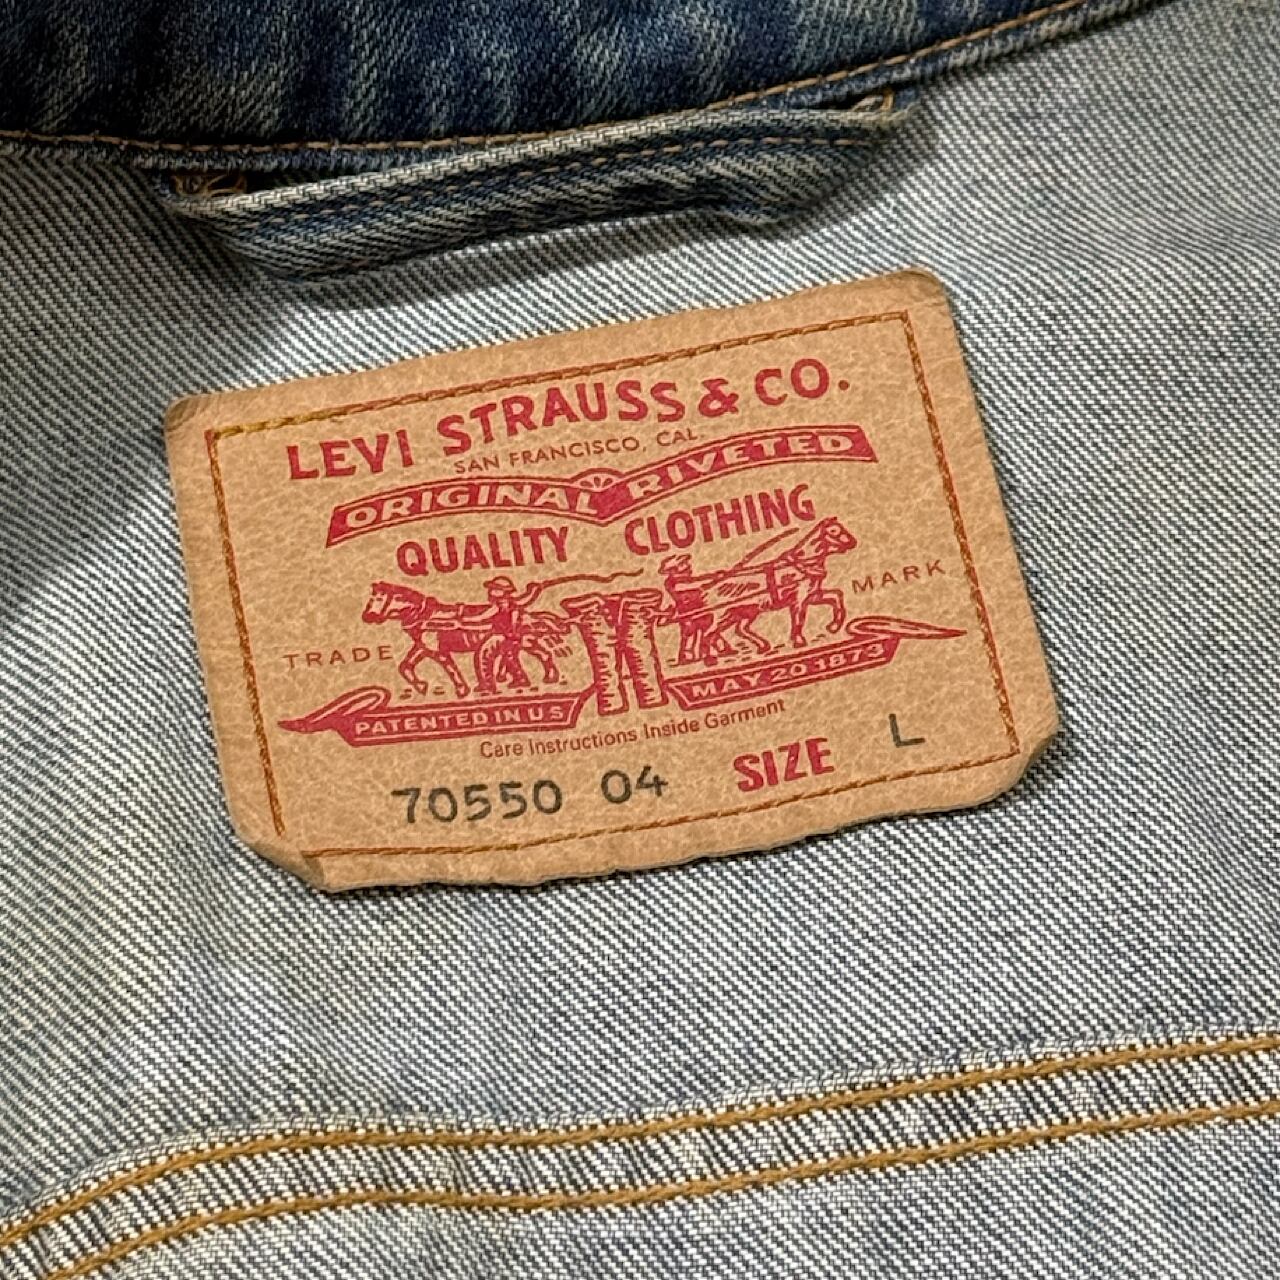 LEVI STRAUSS & CO.
SAN FRANCISCO, CAL.
ORIGINAL RIVETED
QUALITY CLOTHING
TRADE MARK
PATENTED IN U S MAY 20 1873
Care Instructions Inside Garment
70550 04 SIZE L